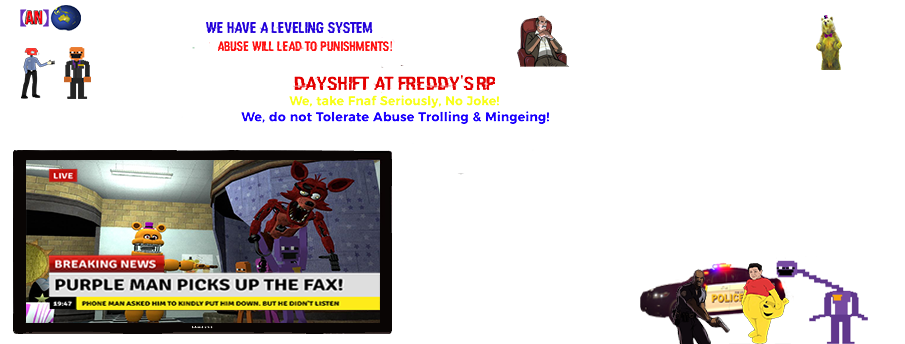 【AN】
WE HAVE A LEVELING SYSTEM
ABUSE WILL LEAD TO PUNISHMENTS!
DAYSHIFT AT FREDDY'S RP
We, take Fnaf Seriously, No Joke!
We, do not Tolerate Abuse Trolling & Mingeing!
LIVE
BREAKING NEWS
PURPLE MAN PICKS UP THE FAX!
19:47 PHONE MAN ASKED HIM TO KINDLY PUT HIM DOWN. BUT HE DIDN'T LISTEN
POLICE